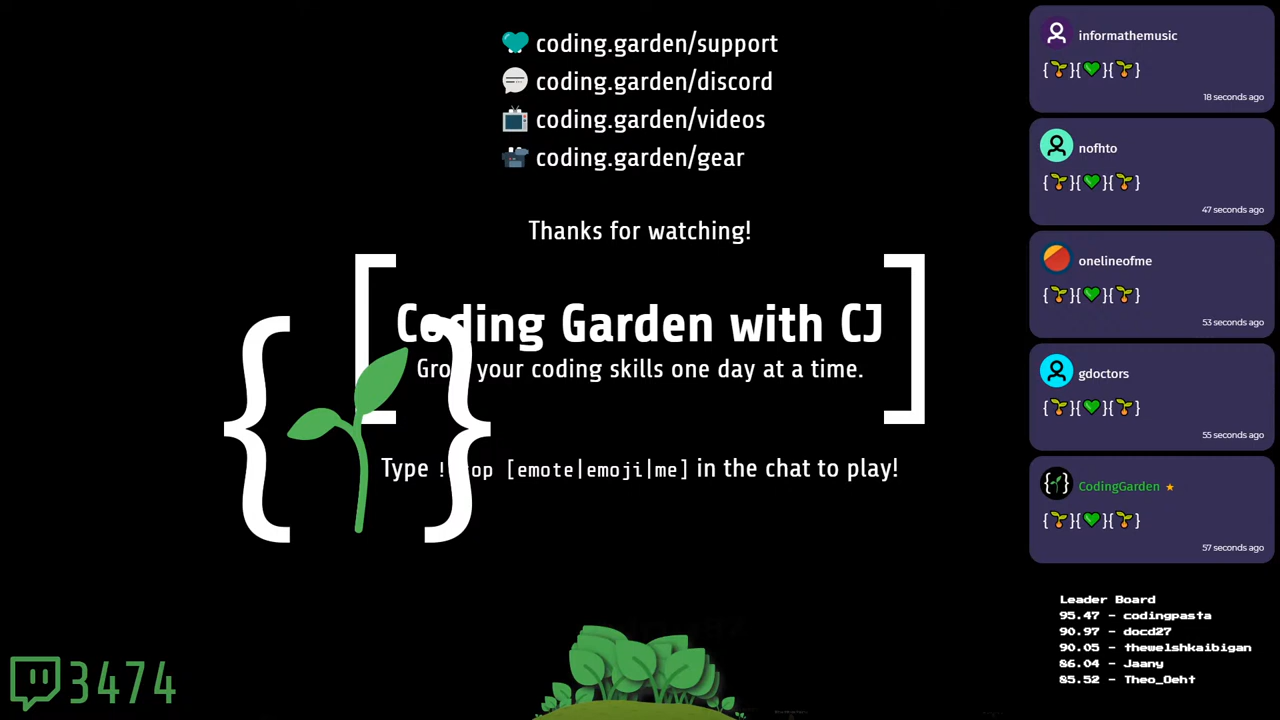 coding.garden/support
coding.garden/discord
coding.garden/videos
coding.garden/gear
Thanks for watching!
Coding Garden with CJ
your coding skills one day at a time.
Type [emote|emoji|me] in the chat to play!
3474
informathemusic
{🌱}{💚}{🌱}
18 seconds ago
nofhto
{🌱}{💚}{🌱}
47 seconds ago
onelineofme
{🌱}{💚}{🌱}
53 seconds ago
gdoctors
{🌱}{💚}{🌱}
55 seconds ago
CodingGarden ★
{🌱}{💚}{🌱}
57 seconds ago
Leader Board
95.47 - codingpasta
90.97 - docd27
90.05 - thewelshkaibigan
86.04 - Jaany
85.52 - Theo_Oeht